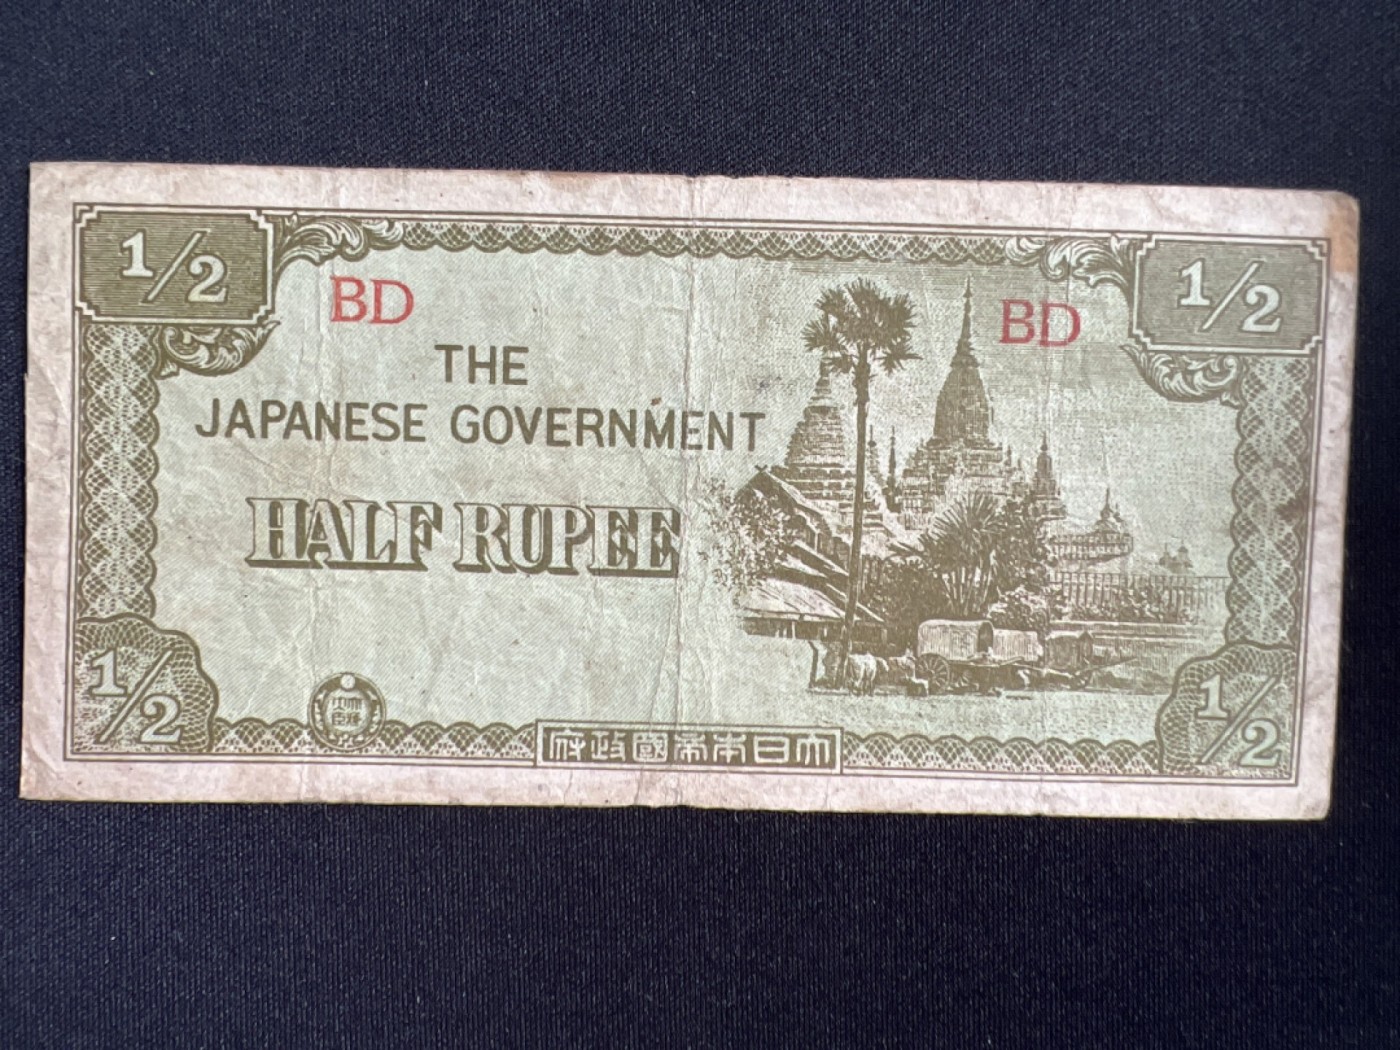 1/2
1/2
BD
BD
THE
JAPANESE GOVERNMENT
HALF RUPEE
1/2
1/2
府政國帝本日大